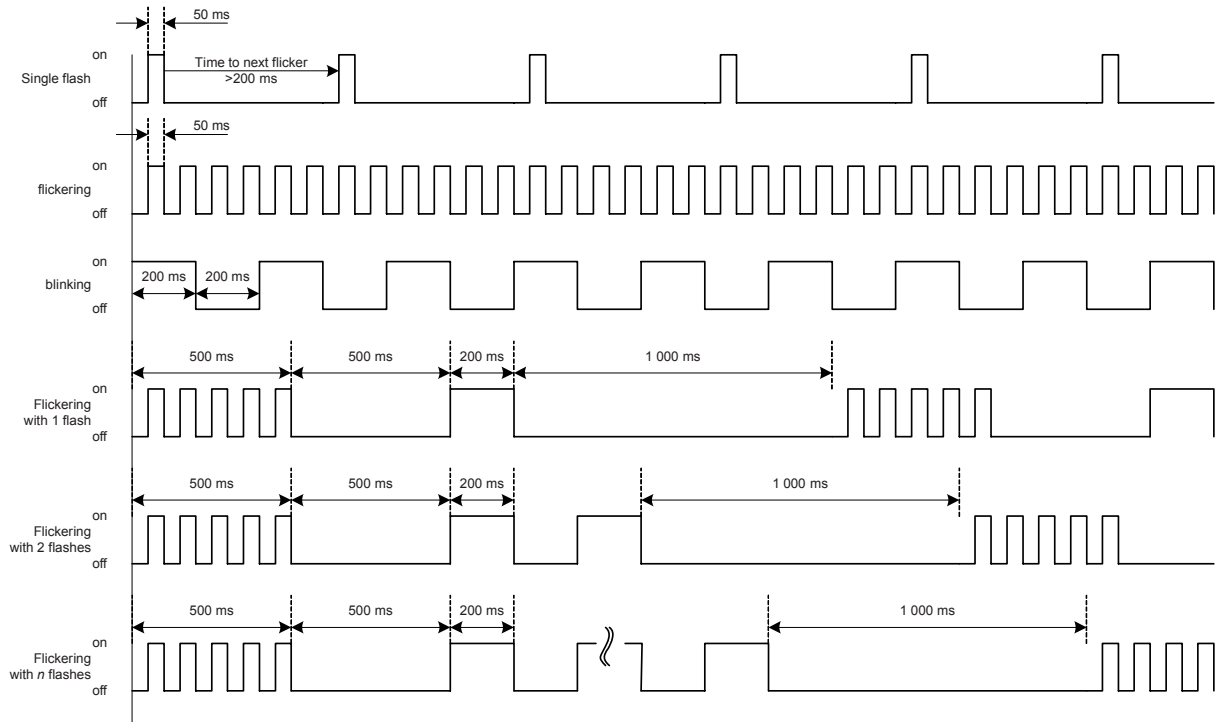 50 ms
on
Single flash
Time to next flicker
>200 ms
off
50 ms
on
flickering
off
on
blinking
200 ms
200 ms
off
500 ms
500 ms
200 ms
1 000 ms
on
Flickering
with 1 flash
off
500 ms
500 ms
200 ms
1 000 ms
on
Flickering
with 2 flashes
off
500 ms
500 ms
200 ms
1 000 ms
on
Flickering
with n flashes
off